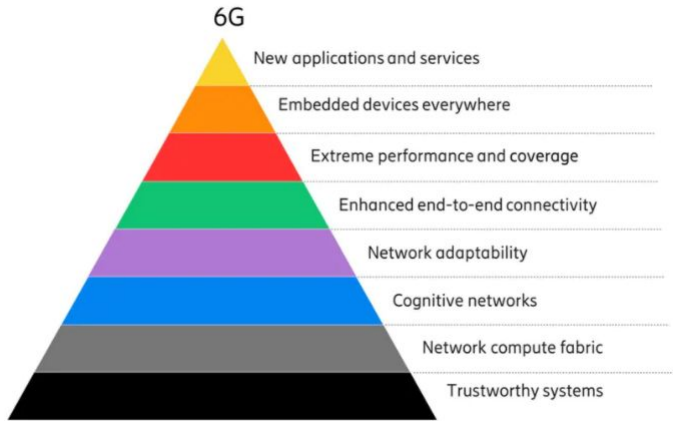 6G
New applications and services
Embedded devices everywhere
Extreme performance and coverage
Enhanced end-to-end connectivity
Network adaptability
Cognitive networks
Network compute fabric
Trustworthy systems